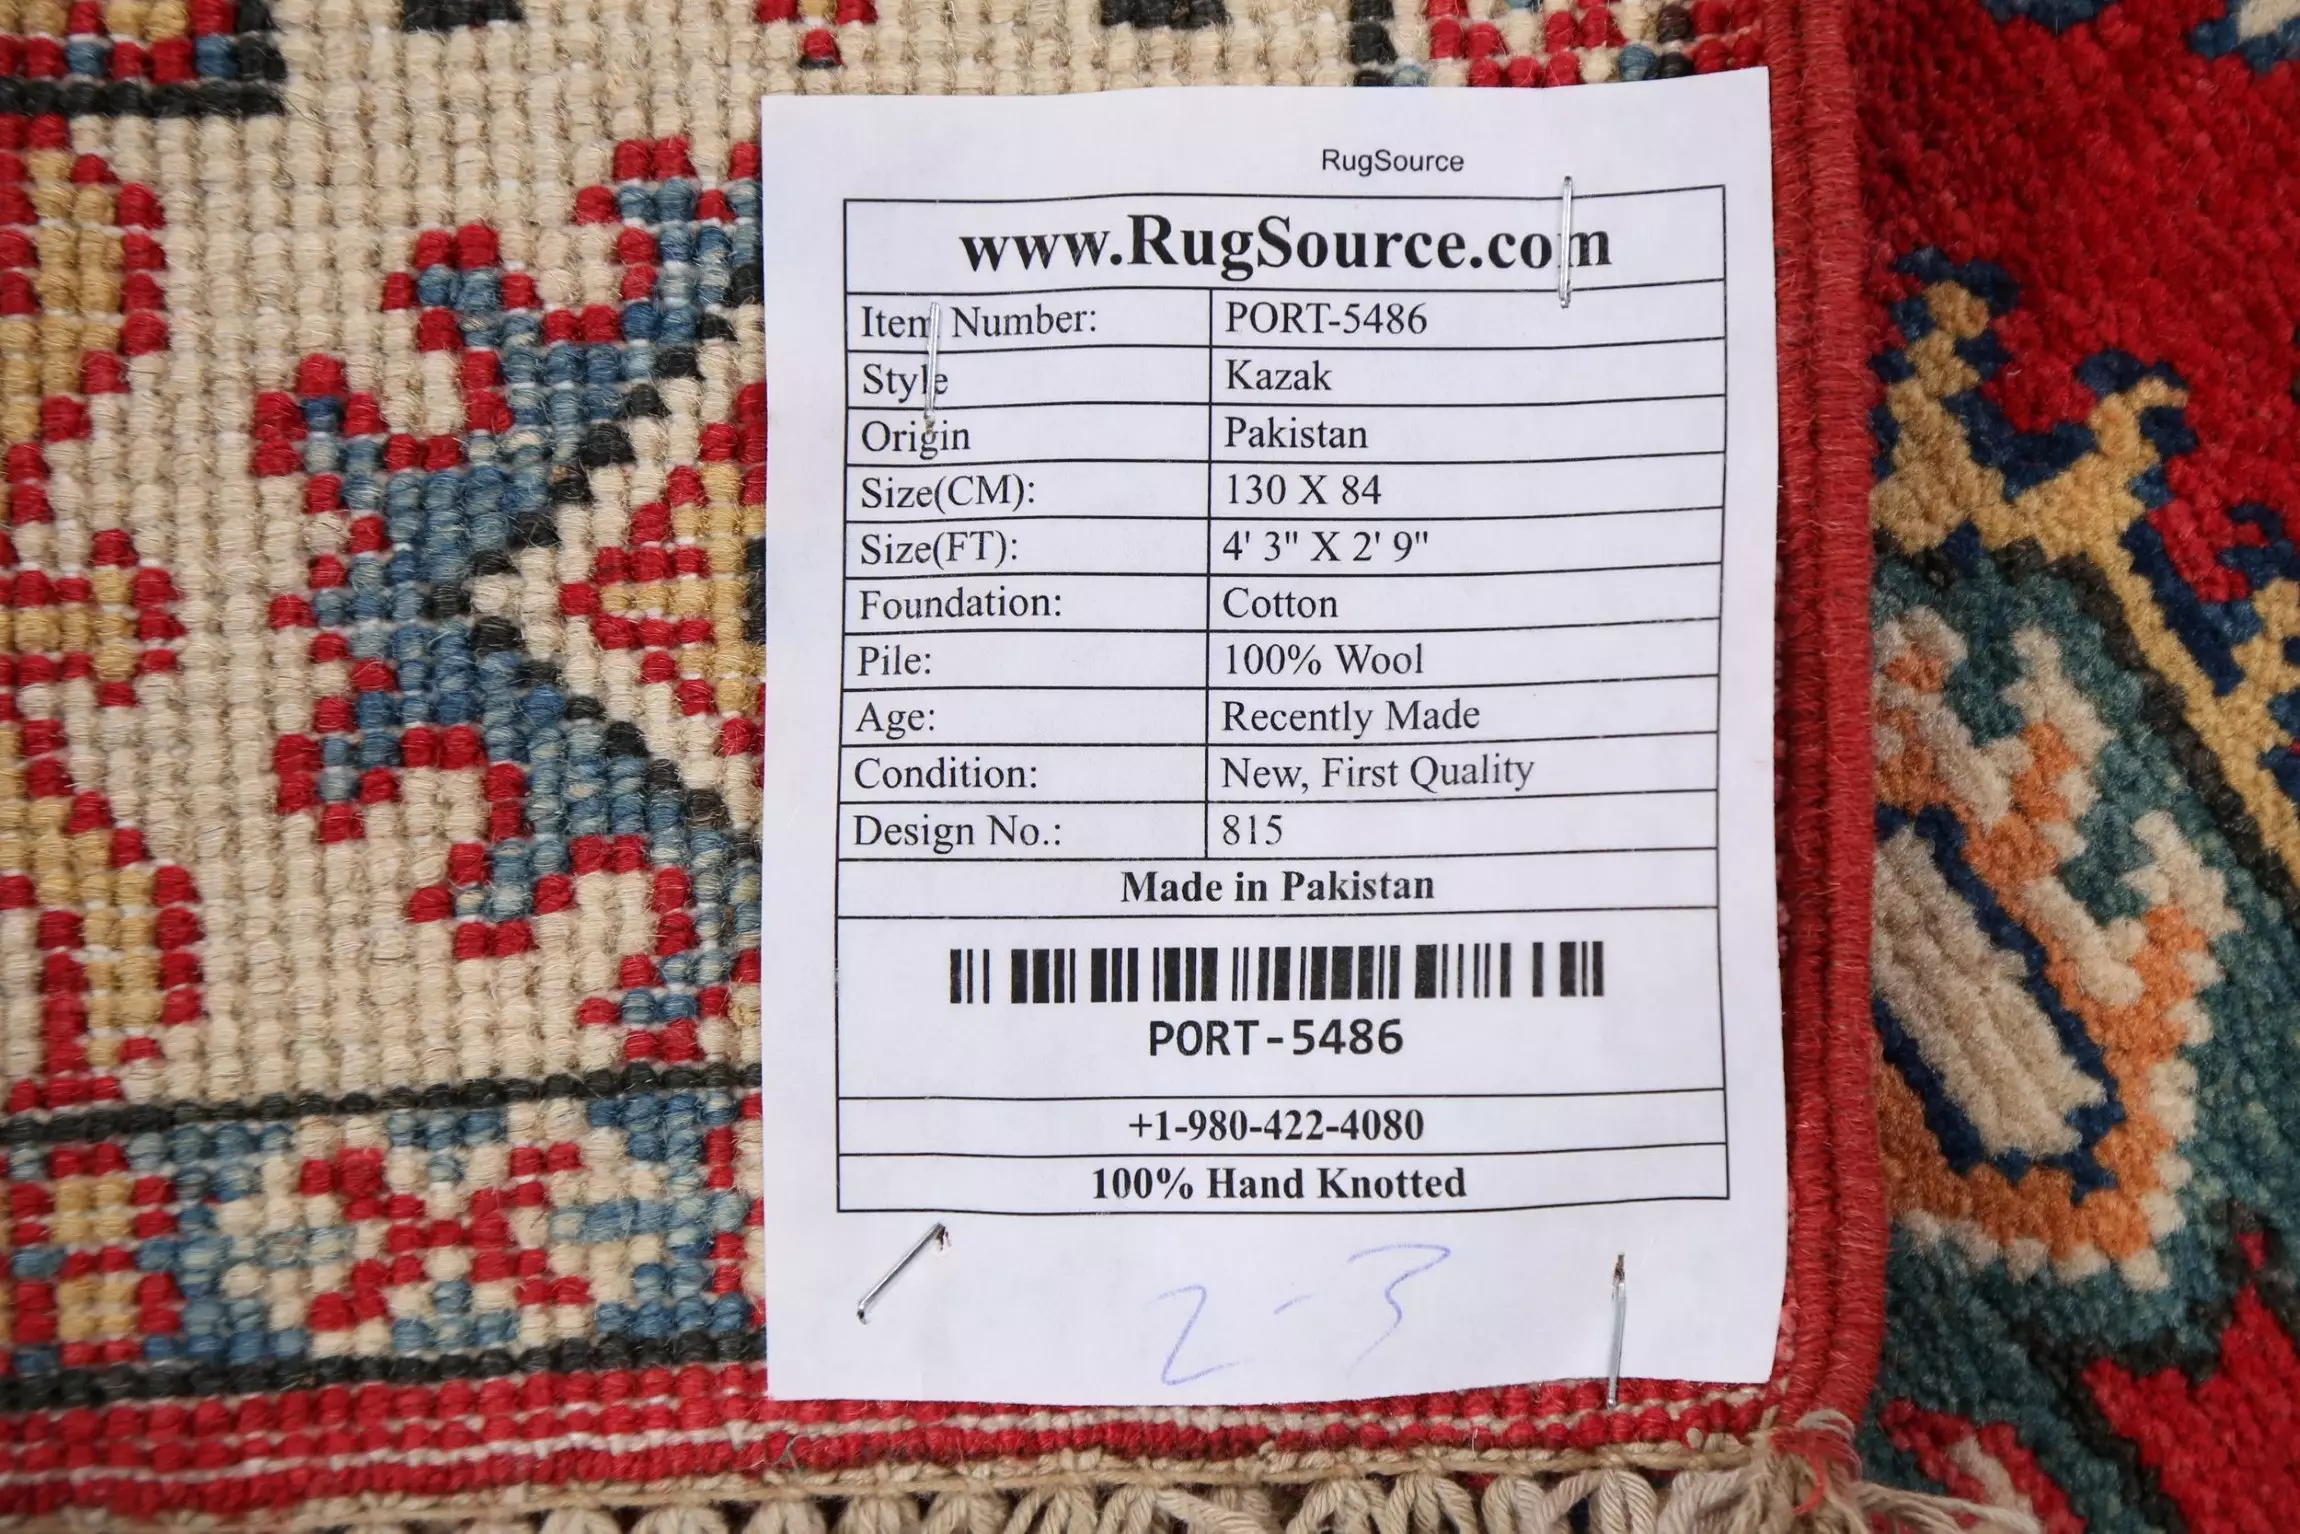 RugSource
www.RugSource.com
Item Number: PORT-5486
Style Kazak
Origin Pakistan
Size(CM): 130 X 84
Size(FT): 4' 3" X 2' 9"
Foundation: Cotton
Pile: 100% Wool
Age: Recently Made
Condition: New, First Quality
Design No.: 815
Made in Pakistan
PORT-5486
+1-980-422-4080
100% Hand Knotted
2-3